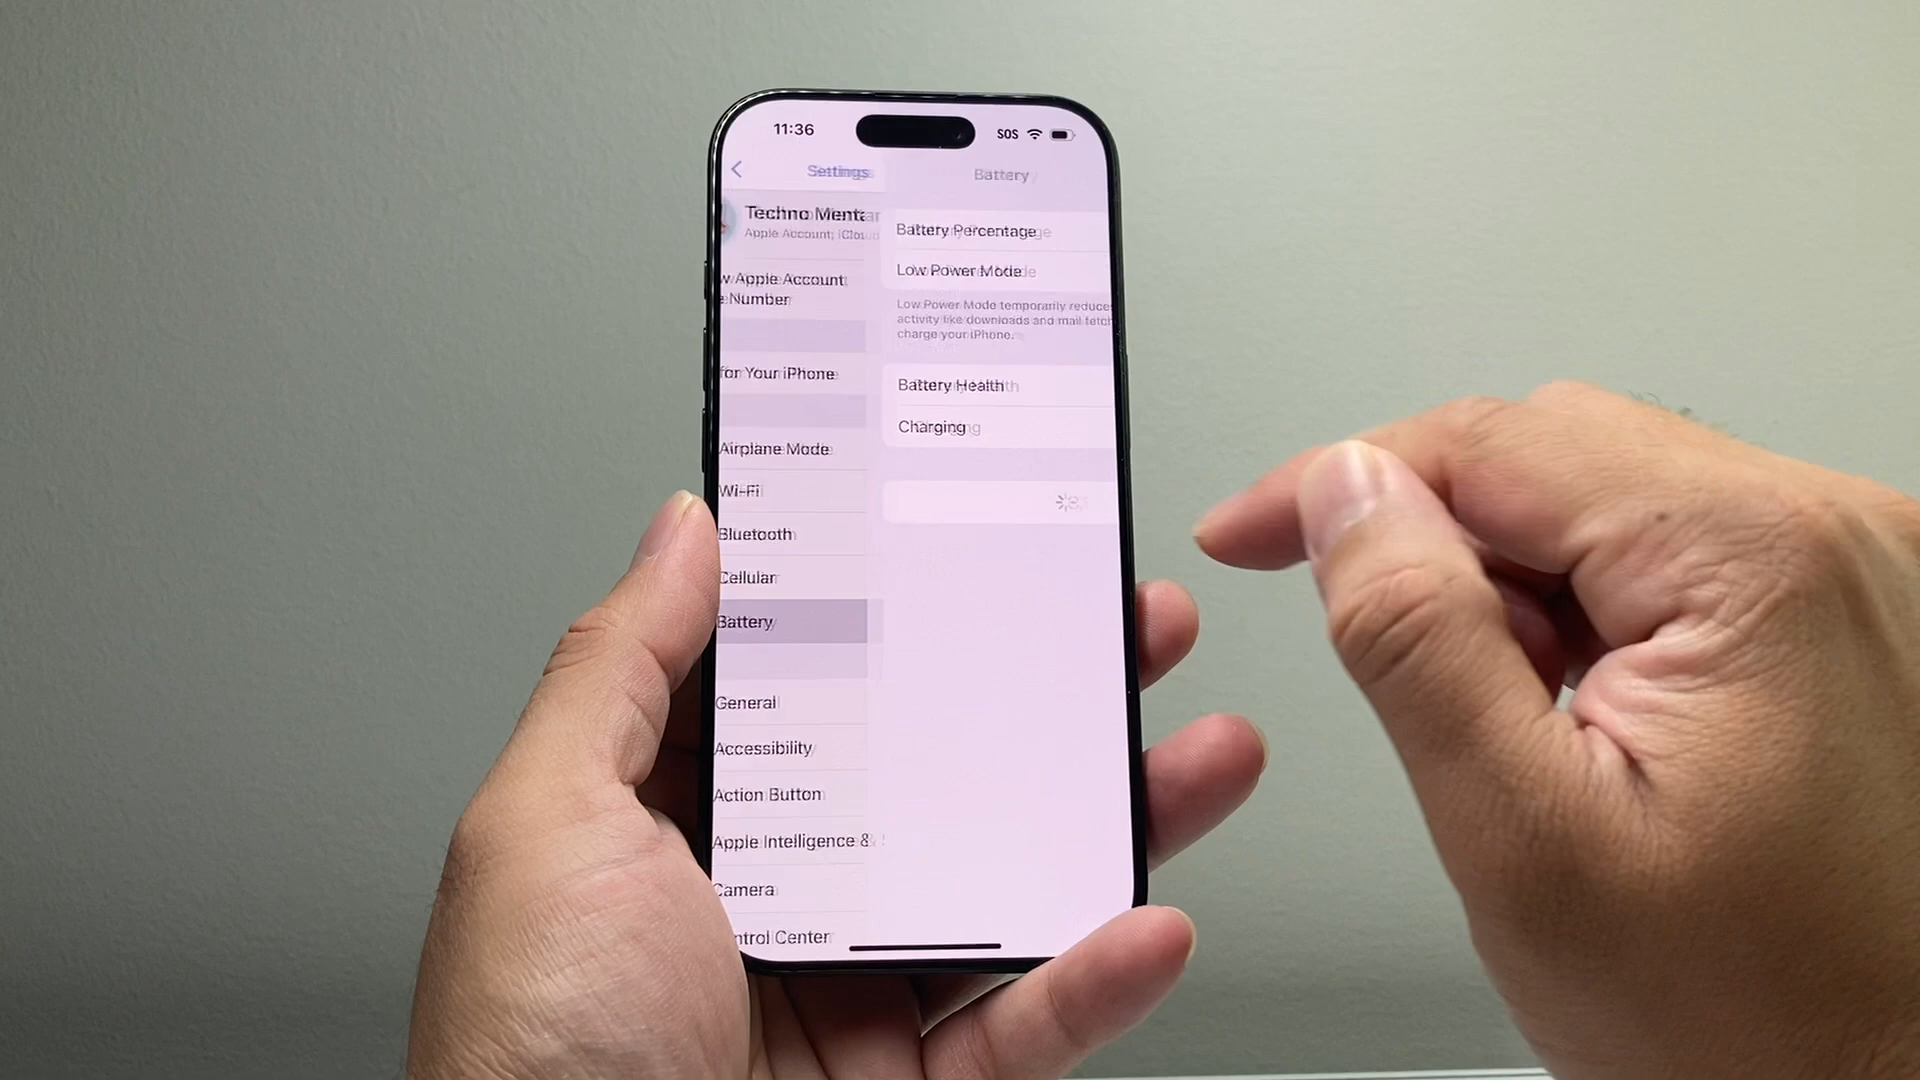 11:36
SOS
Settings
Battery
Techno Menta
Apple Account, iCloud
w Apple Account
e Number
for Your iPhone
Airplane Mode
Wi-Fi
Bluetooth
Cellular
Battery
General
Accessibility
Action Button
Apple Intelligence &
Camera
ntrol Center
Battery Percentage
Low Power Mode
Low Power Mode temporarily reduces
activity like downloads and mail fetch
charge your iPhone.
Battery Health
Charging